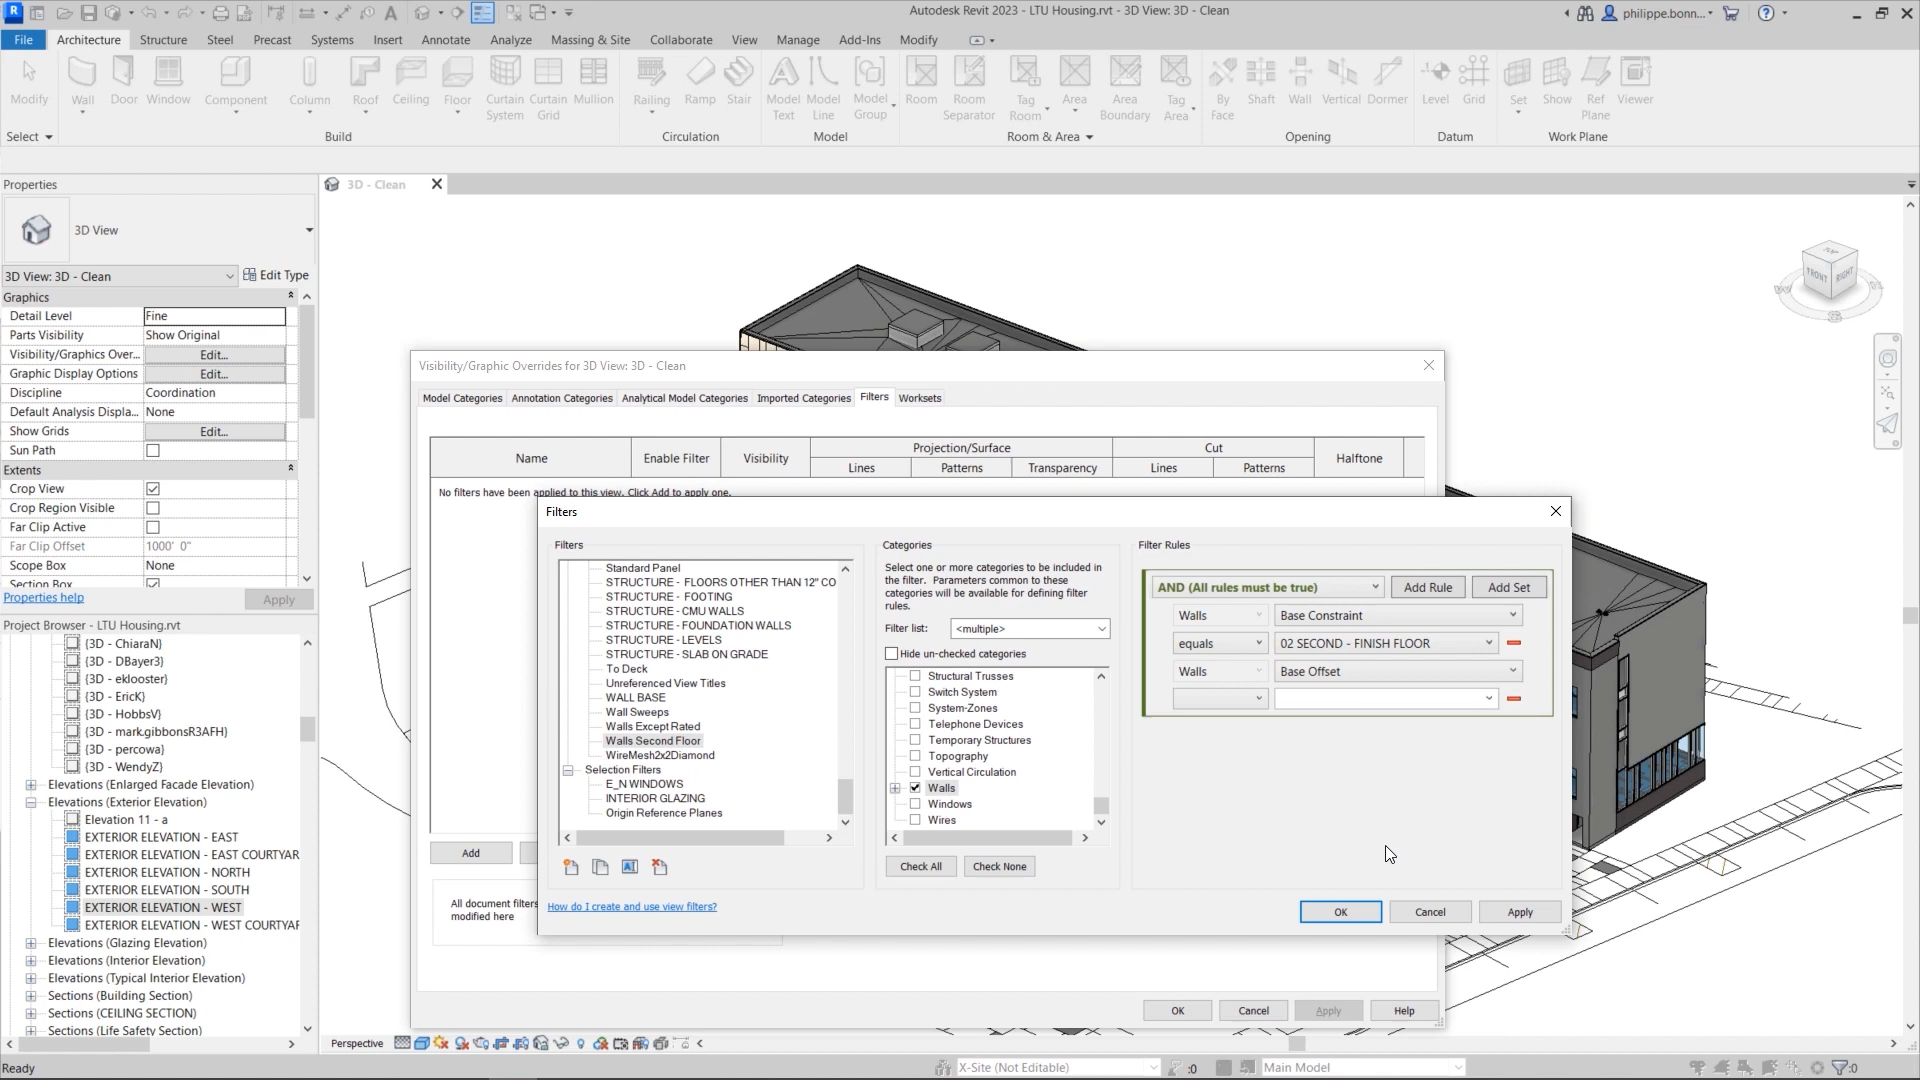 Autodesk Revit 2023 - LTU Housing.rvt - 3D View: 3D - Clean
philippe.bonn...
File
Architecture
Structure
Steel
Precast
Systems
Insert
Annotate
Analyze
Massing & Site
Collaborate
View
Manage
Add-Ins
Modify
Modify
Wall
Door
Window
Component
Column
Roof
Ceiling
Floor
Curtain System
Curtain Grid
Mullion
Railing
Ramp
Stair
Model Text
Model Line
Model Group
Room
Room Separator
Tag Room
Area
Area Boundary
Tag Area
By Face
Shaft
Wall
Vertical
Dormer
Level
Grid
Set
Show
Ref Plane
Viewer
Select
Build
Circulation
Model
Room & Area
Opening
Datum
Work Plane
Properties
3D - Clean
3D View
3D View: 3D - Clean
Edit Type
Graphics
Detail Level Fine
Parts Visibility Show Original
Visibility/Graphics Over... Edit...
Graphic Display Options Edit...
Discipline Coordination
Default Analysis Displa... None
Show Grids Edit...
Sun Path
Extents
Crop View
Crop Region Visible
Far Clip Active
Far Clip Offset 1000' 0"
Scope Box None
Section Box
Properties help
Apply
Project Browser - LTU Housing.rvt
{3D - ChiaraN}
{3D - DBayer3}
{3D - eklooster}
{3D - EricK}
{3D - HobbsV}
{3D - mark.gibbonsR3AFH}
{3D - percowa}
{3D - WendyZ}
Elevations (Enlarged Facade Elevation)
Elevations (Exterior Elevation)
Elevation 11 - a
EXTERIOR ELEVATION - EAST
EXTERIOR ELEVATION - EAST COURTYAR
EXTERIOR ELEVATION - NORTH
EXTERIOR ELEVATION - SOUTH
EXTERIOR ELEVATION - WEST
EXTERIOR ELEVATION - WEST COURTYAR
Elevations (Glazing Elevation)
Elevations (Interior Elevation)
Elevations (Typical Interior Elevation)
Sections (Building Section)
Sections (CEILING SECTION)
Sections (Life Safety Section)
FRONT
RIGHT
Visibility/Graphic Overrides for 3D View: 3D - Clean
Model Categories
Annotation Categories
Analytical Model Categories
Imported Categories
Filters
Worksets
Name
Enable Filter
Visibility
Projection/Surface
Cut
Halftone
Lines
Patterns
Transparency
Lines
Patterns
No filters have been applied to this view. Click Add to apply one.
Add
All document filters
modified here
OK
Cancel
Apply
Help
Filters
Filters
Standard Panel
STRUCTURE - FLOORS OTHER THAN 12" CO
STRUCTURE - FOOTING
STRUCTURE - CMU WALLS
STRUCTURE - FOUNDATION WALLS
STRUCTURE - LEVELS
STRUCTURE - SLAB ON GRADE
To Deck
Unreferenced View Titles
WALL BASE
Wall Sweeps
Walls Except Rated
Walls Second Floor
WireMesh2x2Diamond
Selection Filters
E_N WINDOWS
INTERIOR GLAZING
Origin Reference Planes
How do I create and use view filters?
Categories
Select one or more categories to be included in
the filter. Parameters common to these
categories will be available for defining filter
rules.
Filter list: <multiple>
Hide un-checked categories
Structural Trusses
Switch System
System-Zones
Telephone Devices
Temporary Structures
Topography
Vertical Circulation
Walls
Windows
Wires
Check All
Check None
Filter Rules
AND (All rules must be true)
Add Rule
Add Set
Walls Base Constraint
equals 02 SECOND - FINISH FLOOR
Walls Base Offset
OK
Cancel
Apply
Perspective
Ready
X-Site (Not Editable)
:0
Main Model
:0